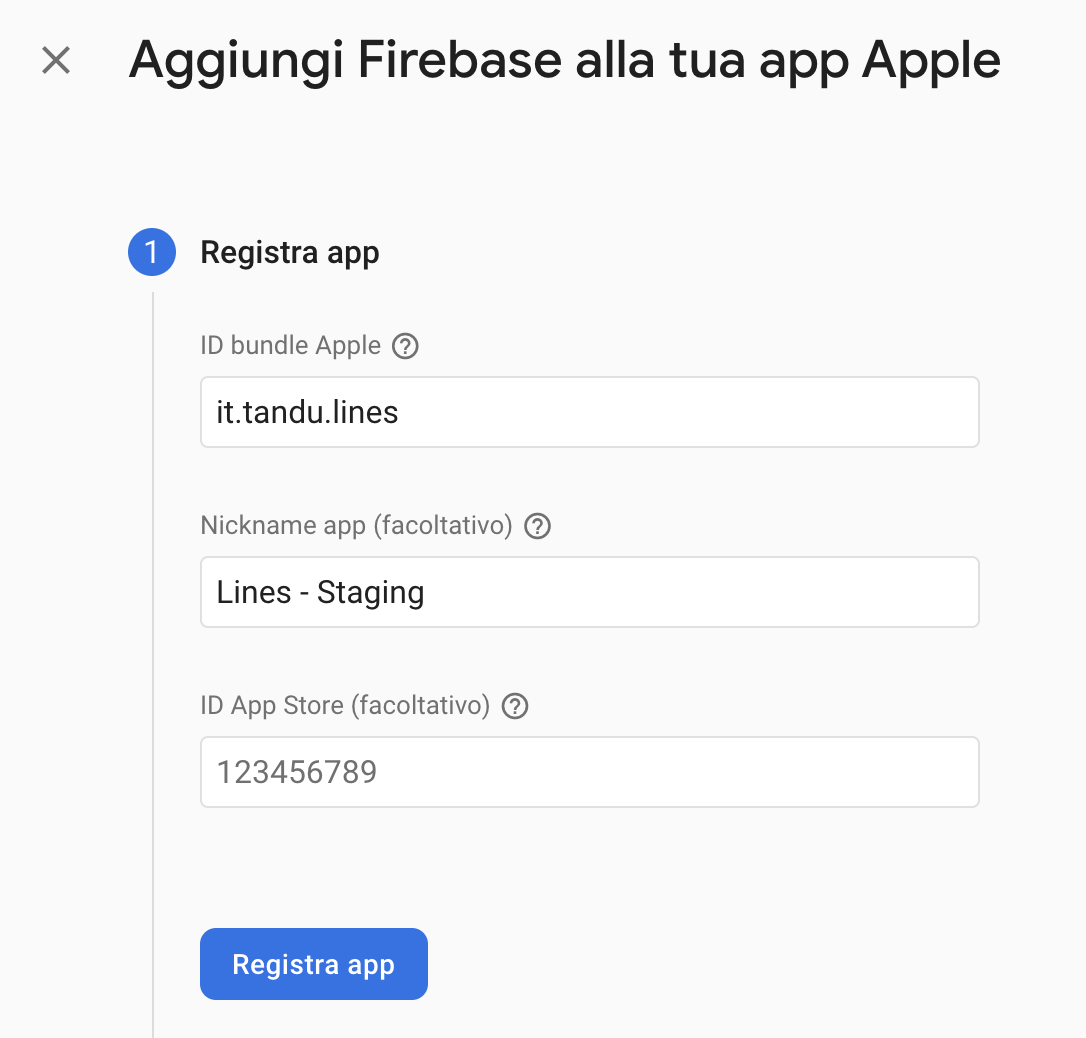 Aggiungi Firebase alla tua app Apple
1 Registra app
ID bundle Apple
it.tandu.lines
Nickname app (facoltativo)
Lines - Staging
ID App Store (facoltativo)
123456789
Registra app